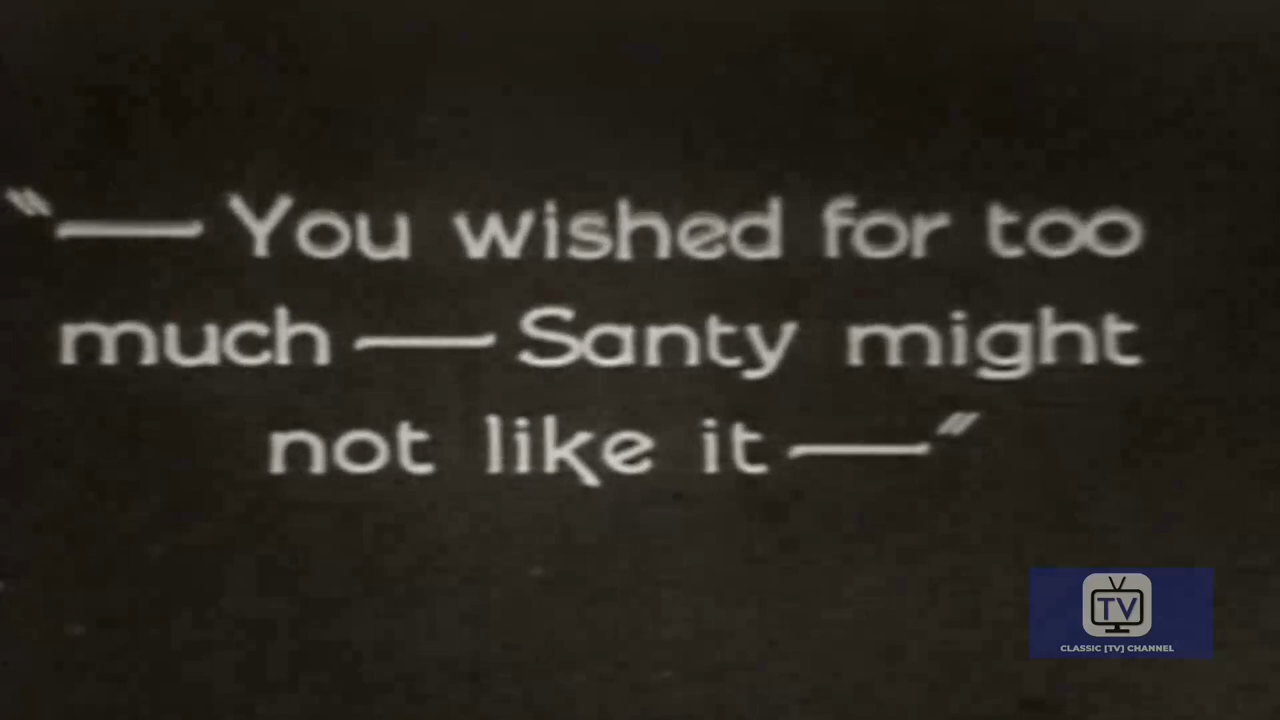 "— You wished for too
much — Santy might
not like it —"
TV
CLASSIC [TV] CHANNEL